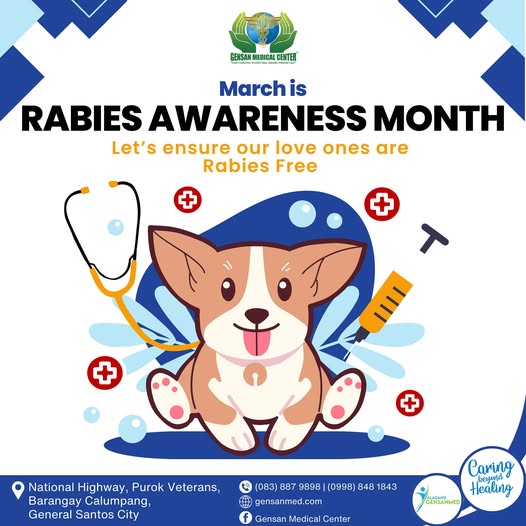 GENSAN MEDICAL CENTER
March is
RABIES AWARENESS MONTH
Let's ensure our love ones are
Rabies Free
National Highway, Purok Veterans,
Barangay Calumpang,
General Santos City
(083) 887 9898 | (0998) 848 1843
gensanmed.com
Gensan Medical Center
ALAGANG
GENSANMED
Caring
beyond
Healing